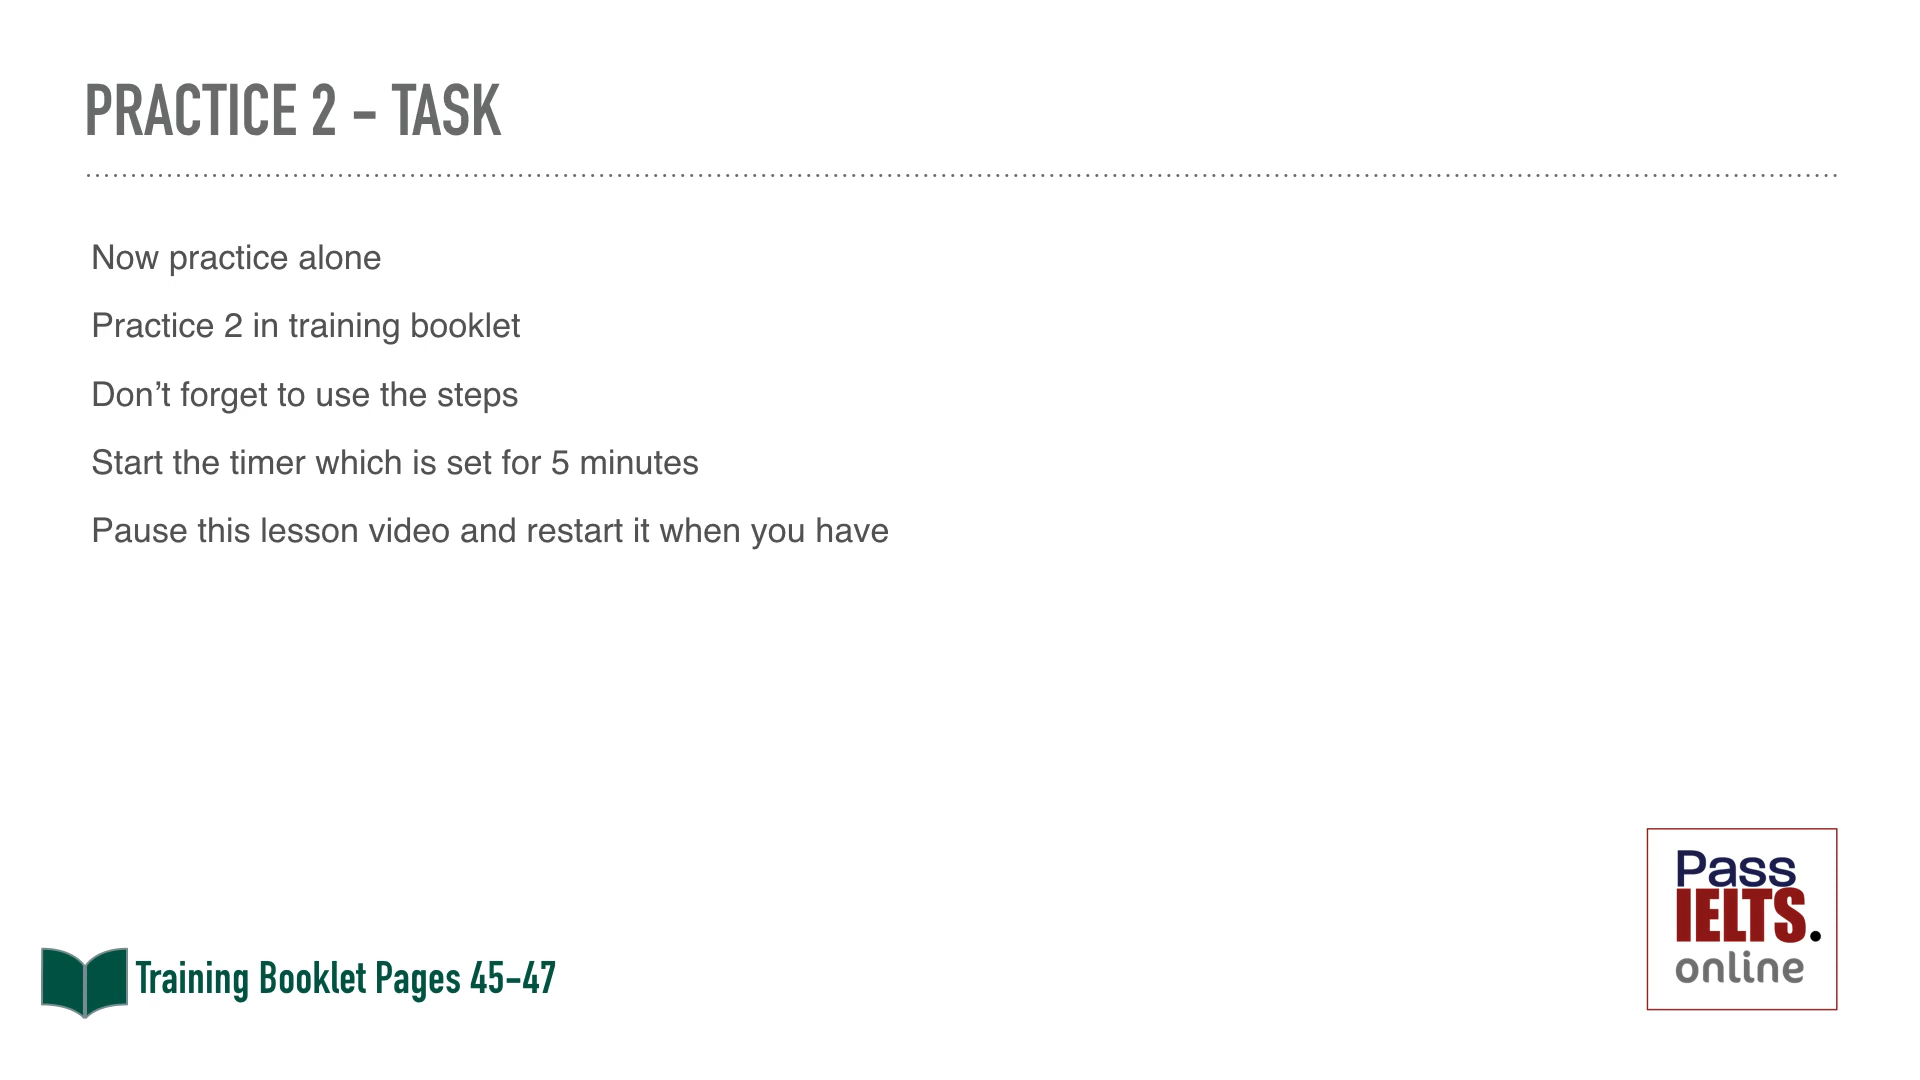 PRACTICE 2 – TASK
Now practice alone
Practice 2 in training booklet
Don’t forget to use the steps
Start the timer which is set for 5 minutes
Pause this lesson video and restart it when you have
Training Booklet Pages 45–47
Pass
IELTS.
online